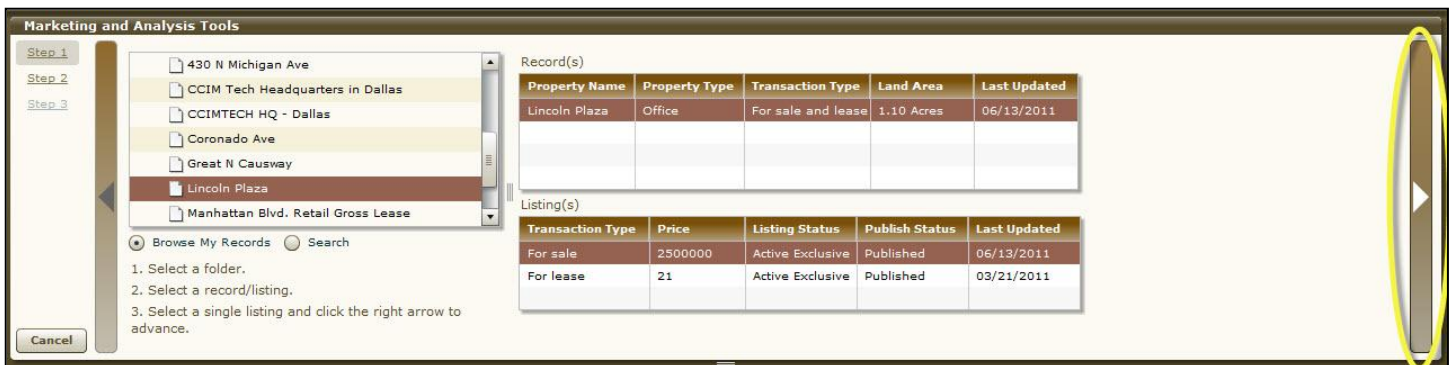 Marketing and Analysis Tools
Step 1
Step 2
Step 3
430 N Michigan Ave
CCIM Tech Headquarters in Dallas
CCIMTECH HQ - Dallas
Coronado Ave
Great N Causway
Lincoln Plaza
Manhattan Blvd. Retail Gross Lease
Browse My Records Search
1. Select a folder.
2. Select a record/listing.
3. Select a single listing and click the right arrow to
advance.
Cancel
Record(s)
Property Name Property Type Transaction Type Land Area Last Updated
Lincoln Plaza Office For sale and lease 1.10 Acres 06/13/2011
Listing(s)
Transaction Type Price Listing Status Publish Status Last Updated
For sale 2500000 Active Exclusive Published 06/13/2011
For lease 21 Active Exclusive Published 03/21/2011